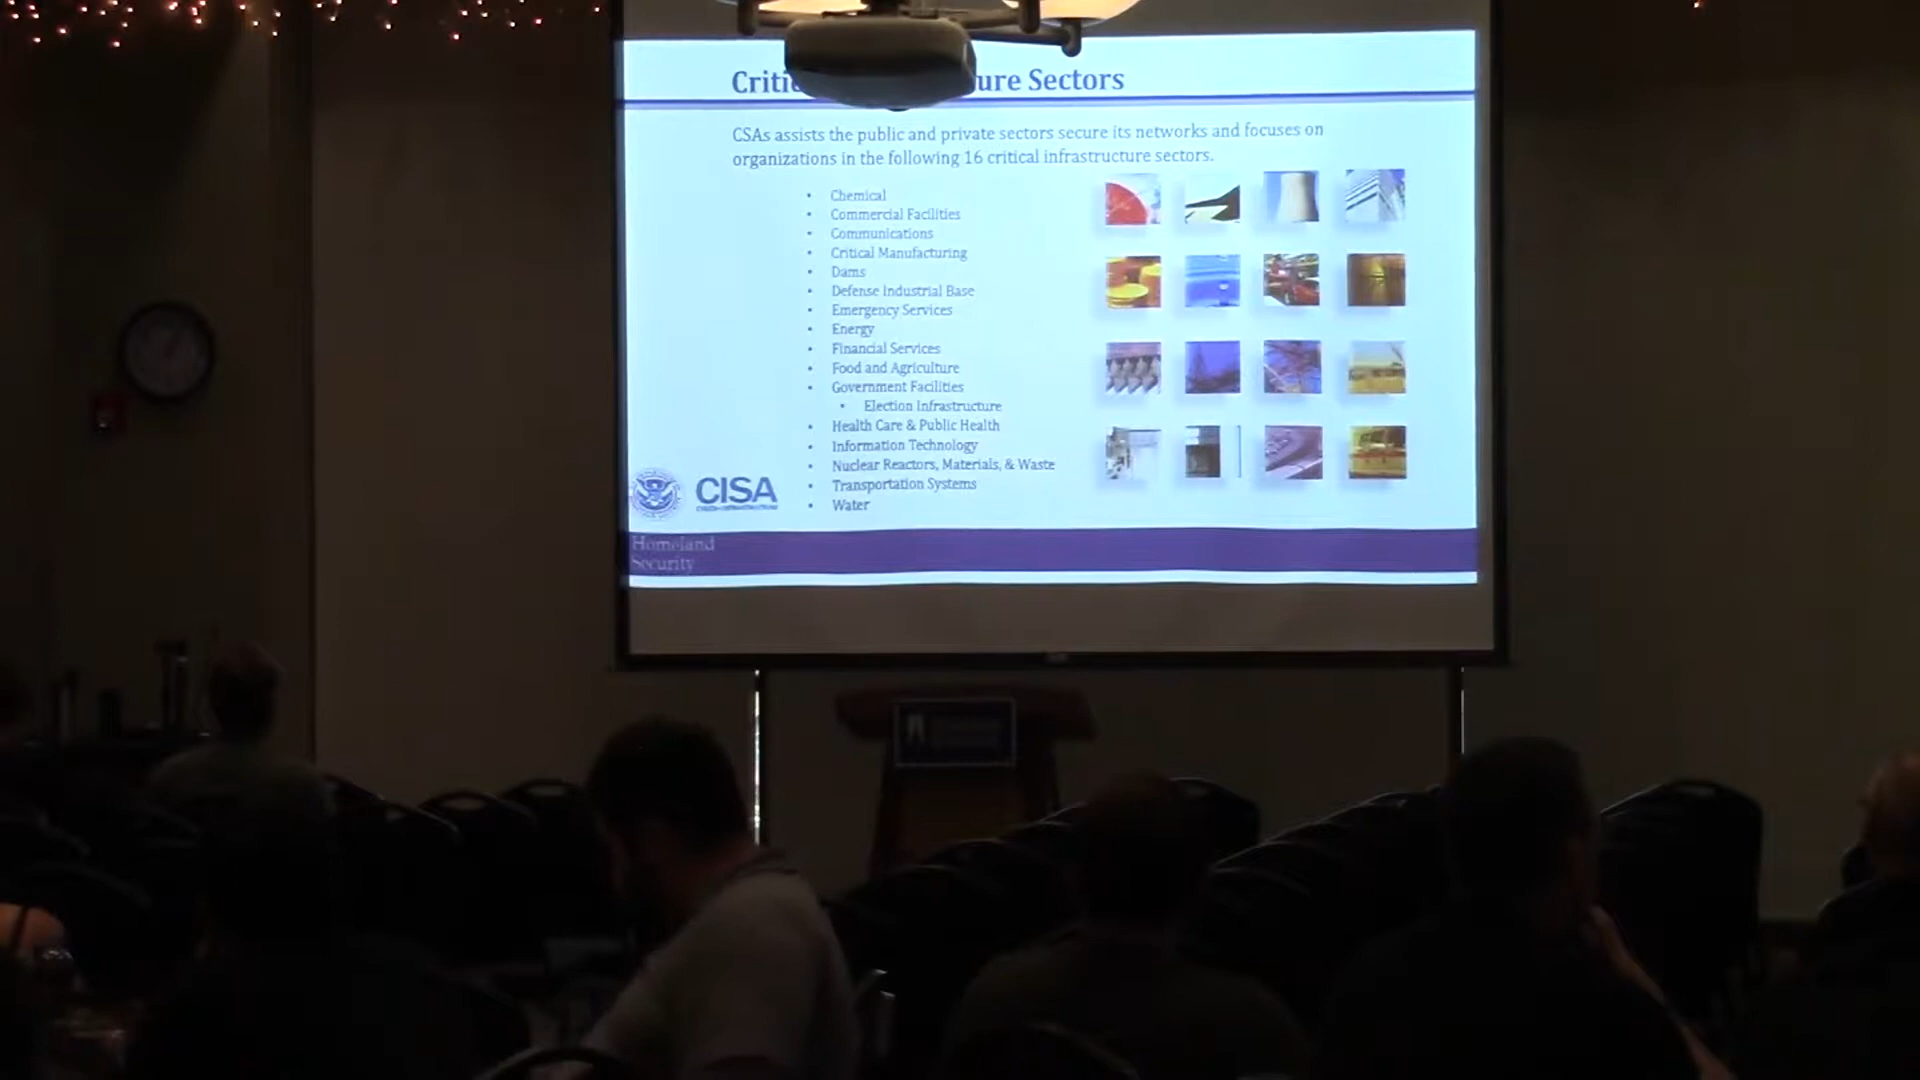 Criti ure Sectors
CSAs assists the public and private sectors secure its networks and focuses on
organizations in the following 16 critical infrastructure sectors.
• Chemical
• Commercial Facilities
• Communications
• Critical Manufacturing
• Dams
• Defense Industrial Base
• Emergency Services
• Energy
• Financial Services
• Food and Agriculture
• Government Facilities
• Election Infrastructure
• Health Care & Public Health
• Information Technology
• Nuclear Reactors, Materials, & Waste
• Transportation Systems
• Water
CISA
Homeland
Security